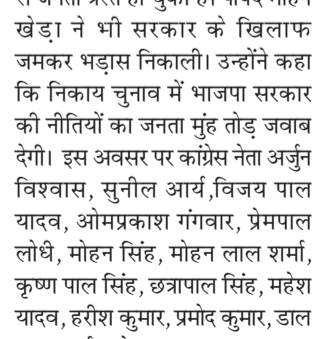 खेड़ा ने भी सरकार के खिलाफ
जमकर भड़ास निकाली। उन्होंने कहा
कि निकाय चुनाव में भाजपा सरकार
की नीतियों का जनता मुंह तोड़ जवाब
देगी। इस अवसर पर कांग्रेस नेता अर्जुन
विश्वास, सुनील आर्य,विजय पाल
यादव, ओमप्रकाश गंगवार, प्रेमपाल
लोधी, मोहन सिंह, मोहन लाल शर्मा,
कृष्ण पाल सिंह, छत्रापाल सिंह, महेश
यादव, हरीश कुमार, प्रमोद कुमार, डाल